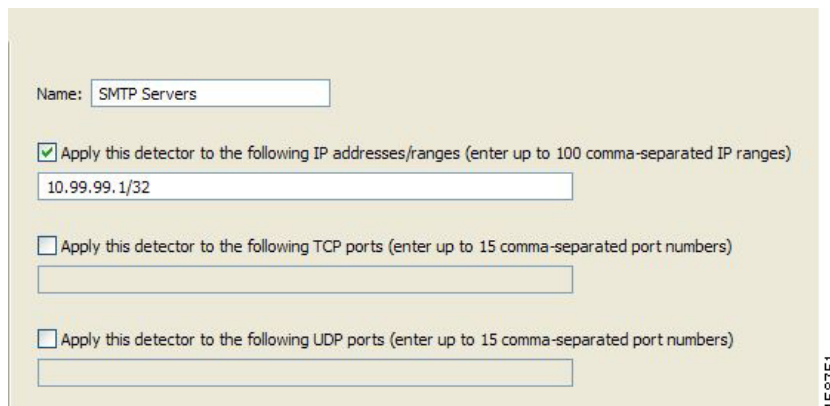 Name: SMTP Servers
Apply this detector to the following IP addresses/ranges (enter up to 100 comma-separated IP ranges)
10.99.99.1/32
Apply this detector to the following TCP ports (enter up to 15 comma-separated port numbers)
Apply this detector to the following UDP ports (enter up to 15 comma-separated port numbers)